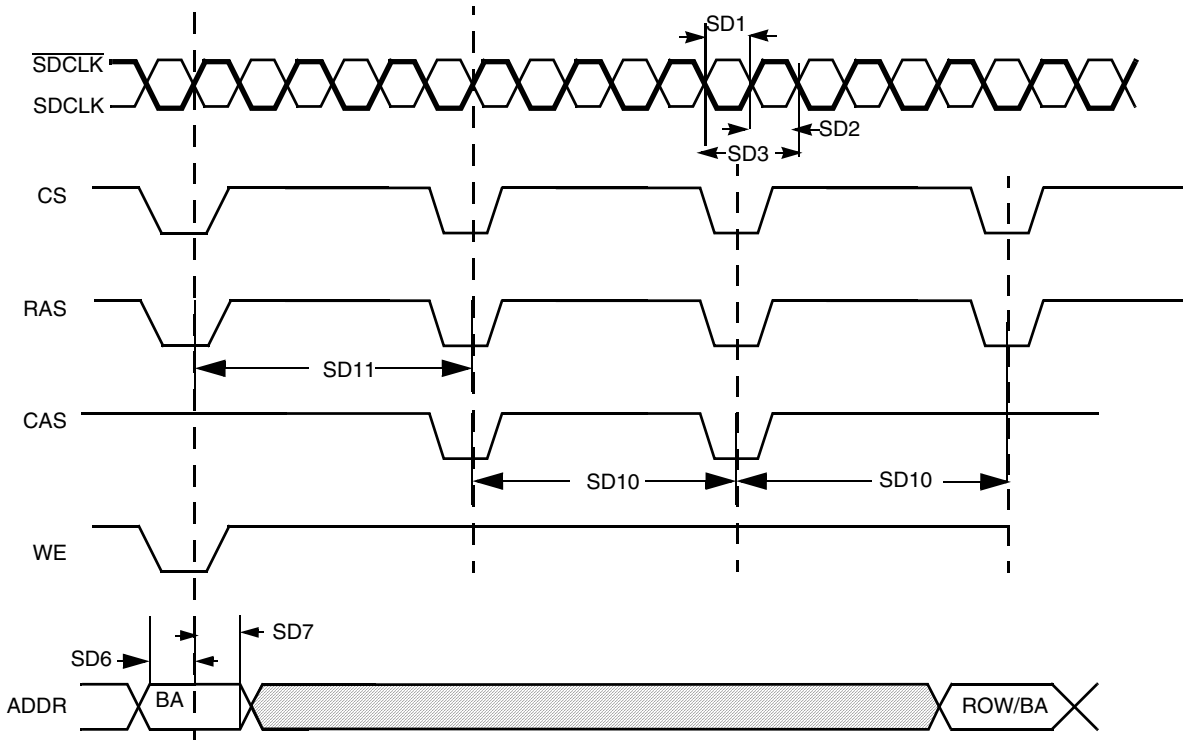 SD1
SDCLK
SDCLK
SD2
SD3
CS
RAS
SD11
CAS
SD10
SD10
WE
SD7
SD6
BA
ADDR
ROW/BA